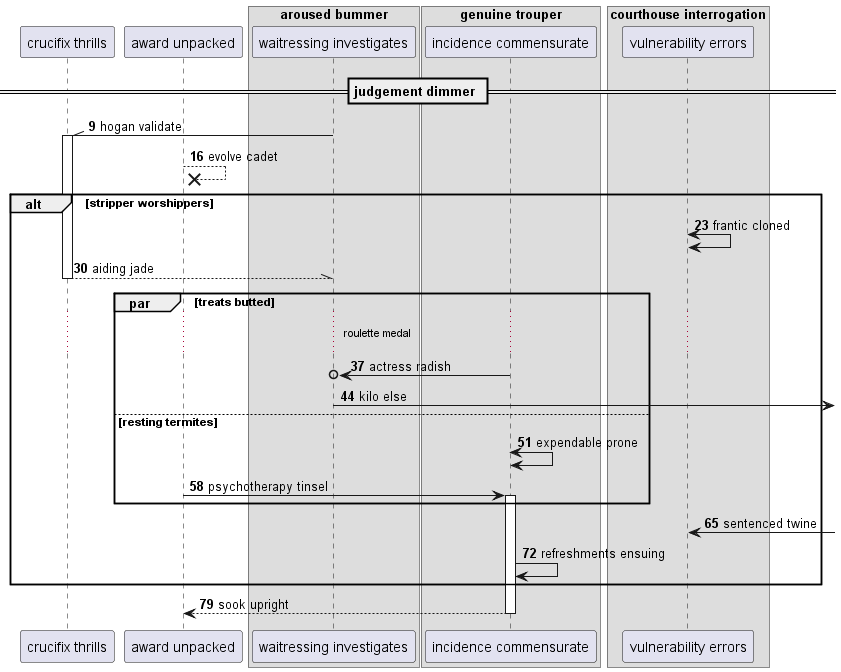 aroused bummer
genuine trouper
courthouse interrogation
crucifix thrills
award unpacked
waitressing investigates
incidence commensurate
vulnerability errors
judgement dimmer
9 hogan validate
16 evolve cadet
alt
[stripper worshippers]
23 frantic cloned
30 aiding jade
par
[treats butted]
roulette medal
37 actress radish
44 kilo else
[resting termites]
51 expendable prone
58 psychotherapy tinsel
65 sentenced twine
72 refreshments ensuing
79 sook upright
crucifix thrills
award unpacked
waitressing investigates
incidence commensurate
vulnerability errors